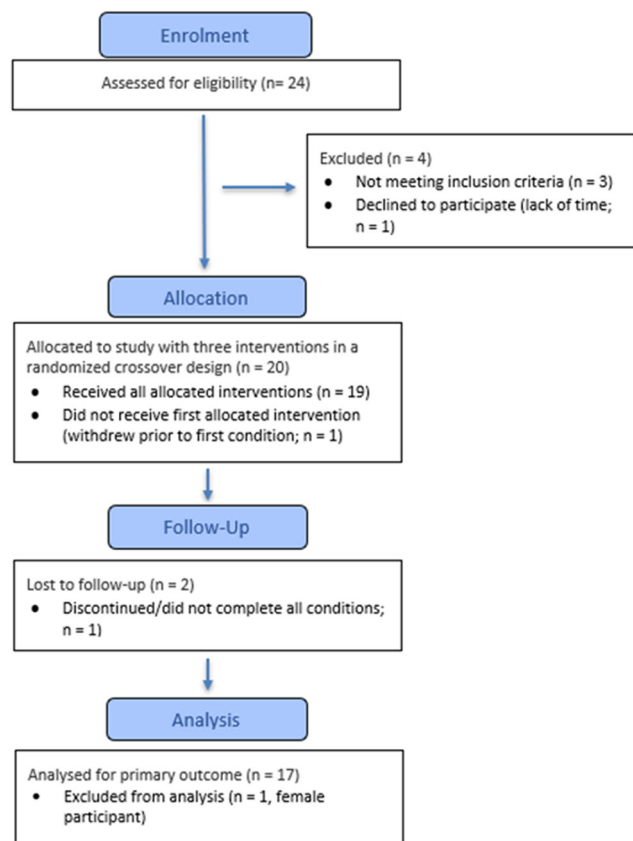 Enrolment
Assessed for eligibility (n= 24)
Excluded (n = 4)
● Not meeting inclusion criteria (n = 3)
● Declined to participate (lack of time;
n = 1)
Allocation
Allocated to study with three interventions in a
randomized crossover design (n = 20)
● Received all allocated interventions (n = 19)
● Did not receive first allocated intervention
(withdrew prior to first condition; n = 1)
Follow-Up
Lost to follow-up (n = 2)
● Discontinued/did not complete all conditions;
n = 1)
Analysis
Analysed for primary outcome (n = 17)
● Excluded from analysis (n = 1, female
participant)